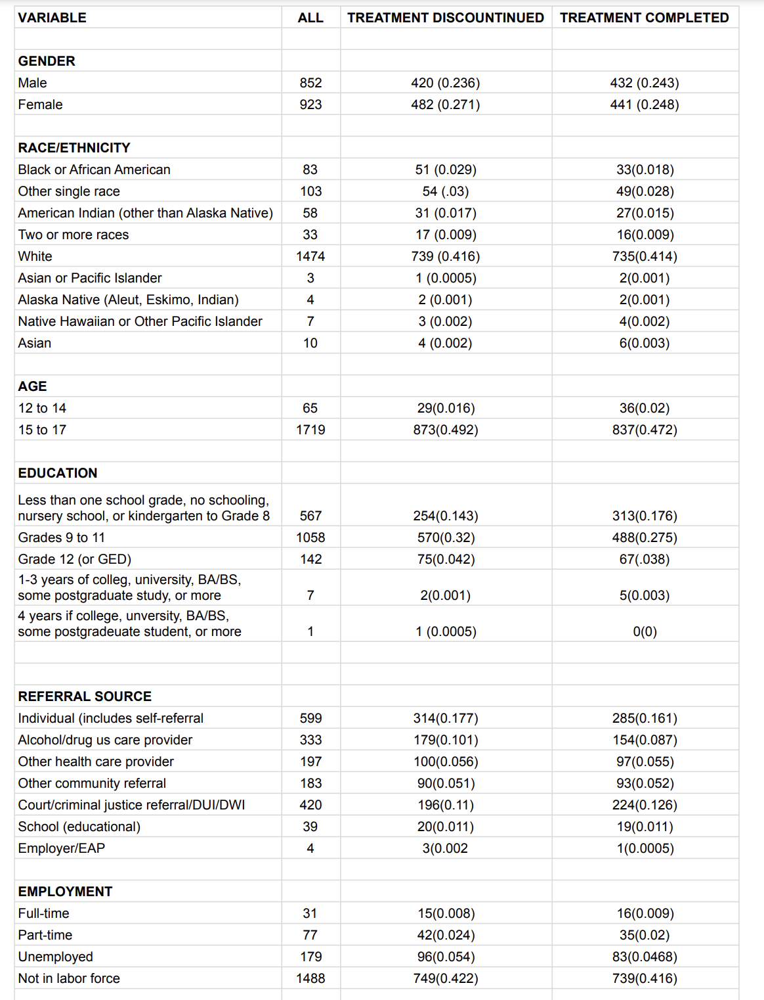 VARIABLE ALL TREATMENT DISCOUNTINUED TREATMENT COMPLETED
GENDER
Male 852 420 (0.236) 432 (0.243)
Female 923 482 (0.271) 441 (0.248)
RACE/ETHNICITY
Black or African American 83 51 (0.029) 33(0.018)
Other single race 103 54 (.03) 49(0.028)
American Indian (other than Alaska Native) 58 31 (0.017) 27(0.015)
Two or more races 33 17 (0.009) 16(0.009)
White 1474 739 (0.416) 735(0.414)
Asian or Pacific Islander 3 1 (0.0005) 2(0.001)
Alaska Native (Aleut, Eskimo, Indian) 4 2 (0.001) 2(0.001)
Native Hawaiian or Other Pacific Islander 7 3 (0.002) 4(0.002)
Asian 10 4 (0.002) 6(0.003)
AGE
12 to 14 65 29(0.016) 36(0.02)
15 to 17 1719 873(0.492) 837(0.472)
EDUCATION
Less than one school grade, no schooling,
nursery school, or kindergarten to Grade 8 567 254(0.143) 313(0.176)
Grades 9 to 11 1058 570(0.32) 488(0.275)
Grade 12 (or GED) 142 75(0.042) 67(.038)
1-3 years of colleg, university, BA/BS,
some postgraduate study, or more 7 2(0.001) 5(0.003)
4 years if college, unversity, BA/BS,
some postgradeuate student, or more 1 1 (0.0005) 0(0)
REFERRAL SOURCE
Individual (includes self-referral 599 314(0.177) 285(0.161)
Alcohol/drug us care provider 333 179(0.101) 154(0.087)
Other health care provider 197 100(0.056) 97(0.055)
Other community referral 183 90(0.051) 93(0.052)
Court/criminal justice referral/DUI/DWI 420 196(0.11) 224(0.126)
School (educational) 39 20(0.011) 19(0.011)
Employer/EAP 4 3(0.002 1(0.0005)
EMPLOYMENT
Full-time 31 15(0.008) 16(0.009)
Part-time 77 42(0.024) 35(0.02)
Unemployed 179 96(0.054) 83(0.0468)
Not in labor force 1488 749(0.422) 739(0.416)